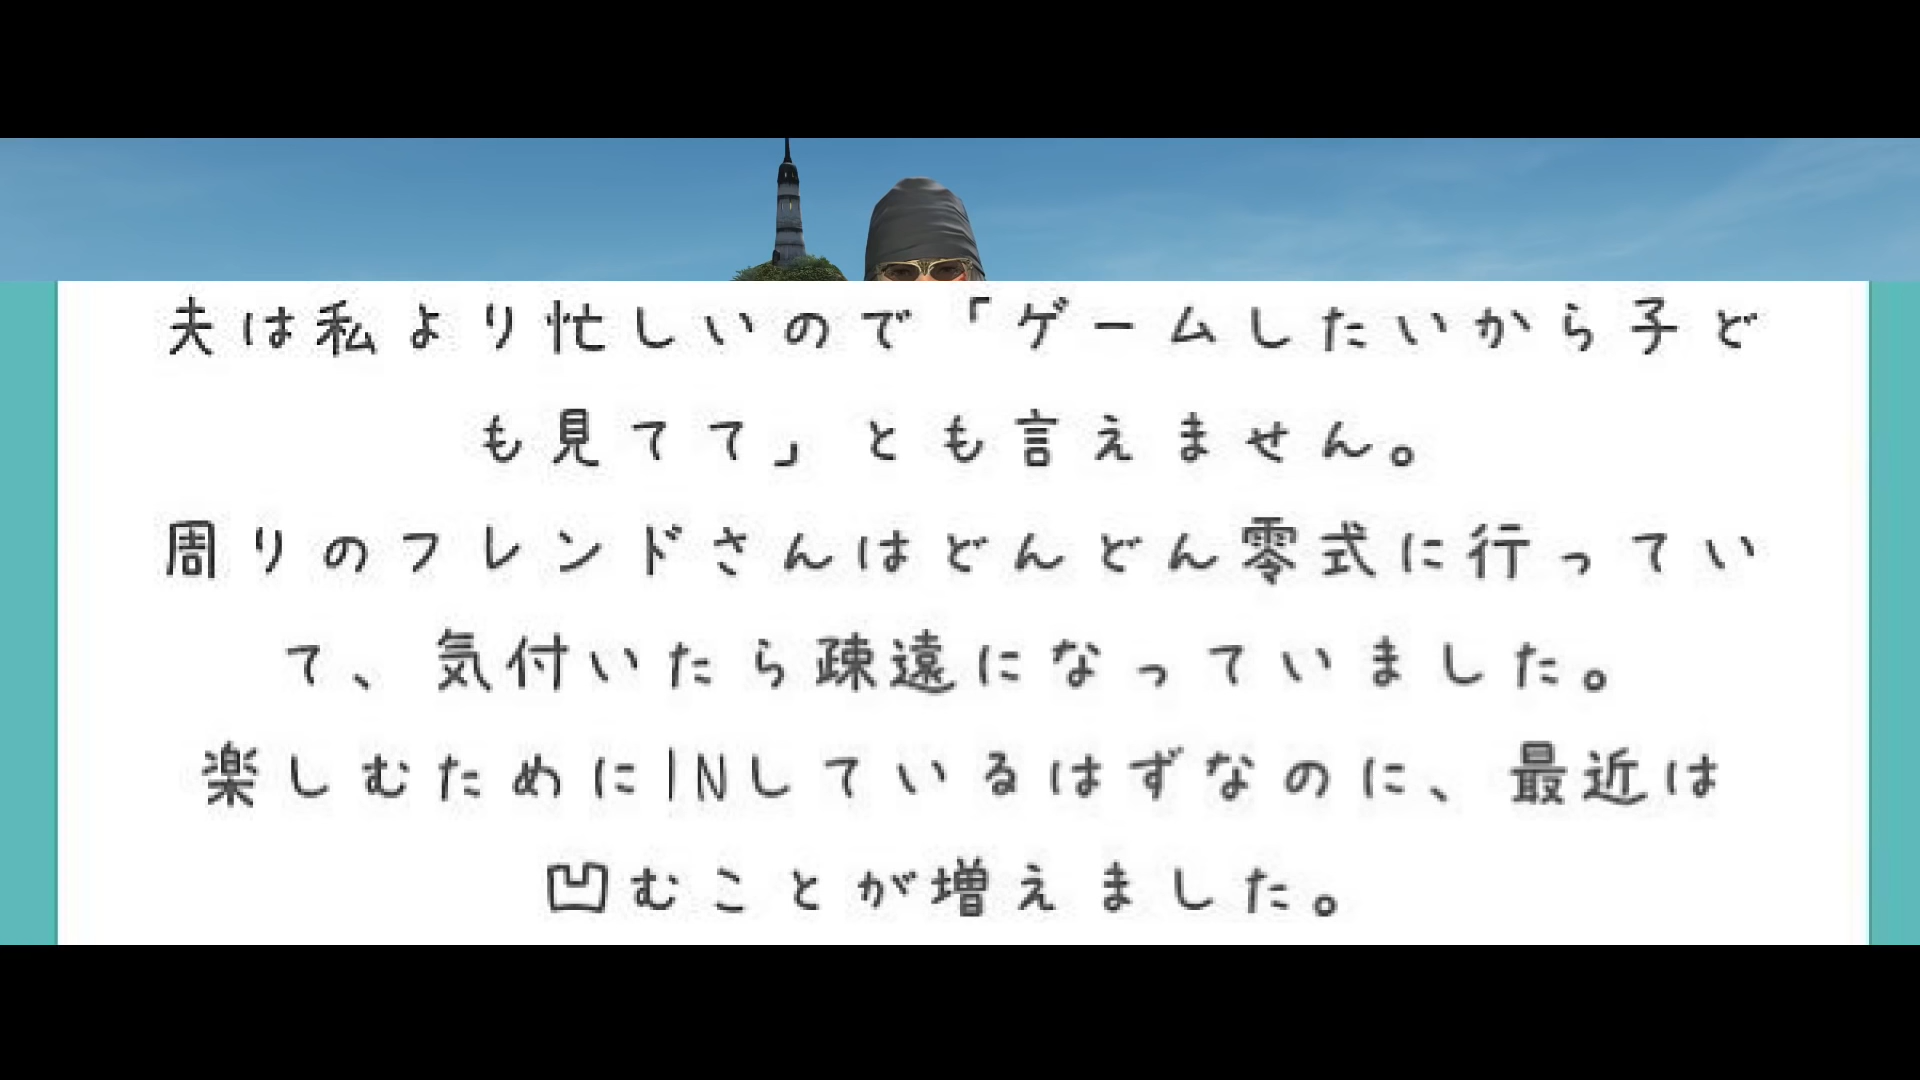 夫は私より忙しいので「ゲームしたいから子ど
も見てて」とも言えません。
周りのフレンドさんはどんどん零式に行ってい
て、気付いたら疎遠になっていました。
楽しむためにINしているはずなのに、最近は
凹むことが増えました。